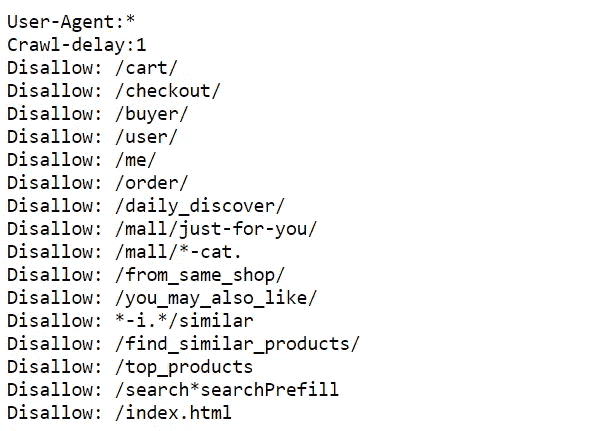 User-Agent:*
Crawl-delay:1
Disallow: /cart/
Disallow: /checkout/
Disallow: /buyer/
Disallow: /user/
Disallow: /me/
Disallow: /order/
Disallow: /daily_discover/
Disallow: /mall/just-for-you/
Disallow: /mall/*-cat.
Disallow: /from_same_shop/
Disallow: /you_may_also_like/
Disallow: *-i.*/similar
Disallow: /find_similar_products/
Disallow: /top_products
Disallow: /search*searchPrefill
Disallow: /index.html